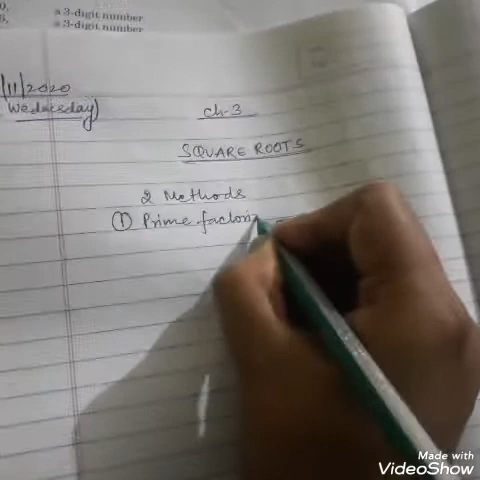 0,
a 3-digit number
a 3-digit number
/11/2020
Wednesday)
Ch-3
SQUARE ROOTS
2 Methods
① Prime factori
Made with
VideoShow